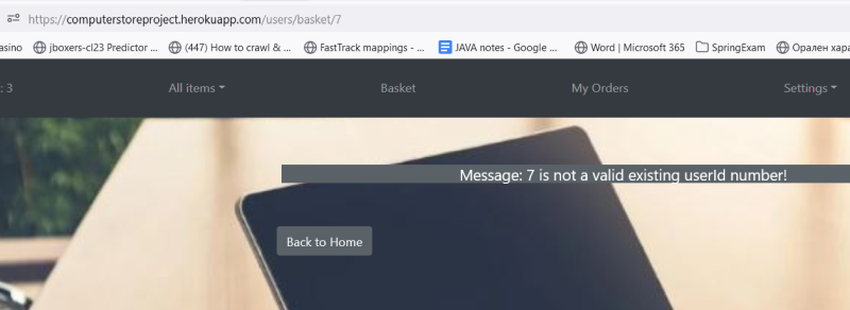 https://computerstoreproject.herokuapp.com/users/basket/7
asino jboxers-cl23 Predictor ... (447) How to crawl & ... FastTrack mappings - ... JAVA notes - Google ... Word | Microsoft 365 SpringExam Орален хара
: 3 All items Basket My Orders Settings
Message: 7 is not a valid existing userId number!
Back to Home